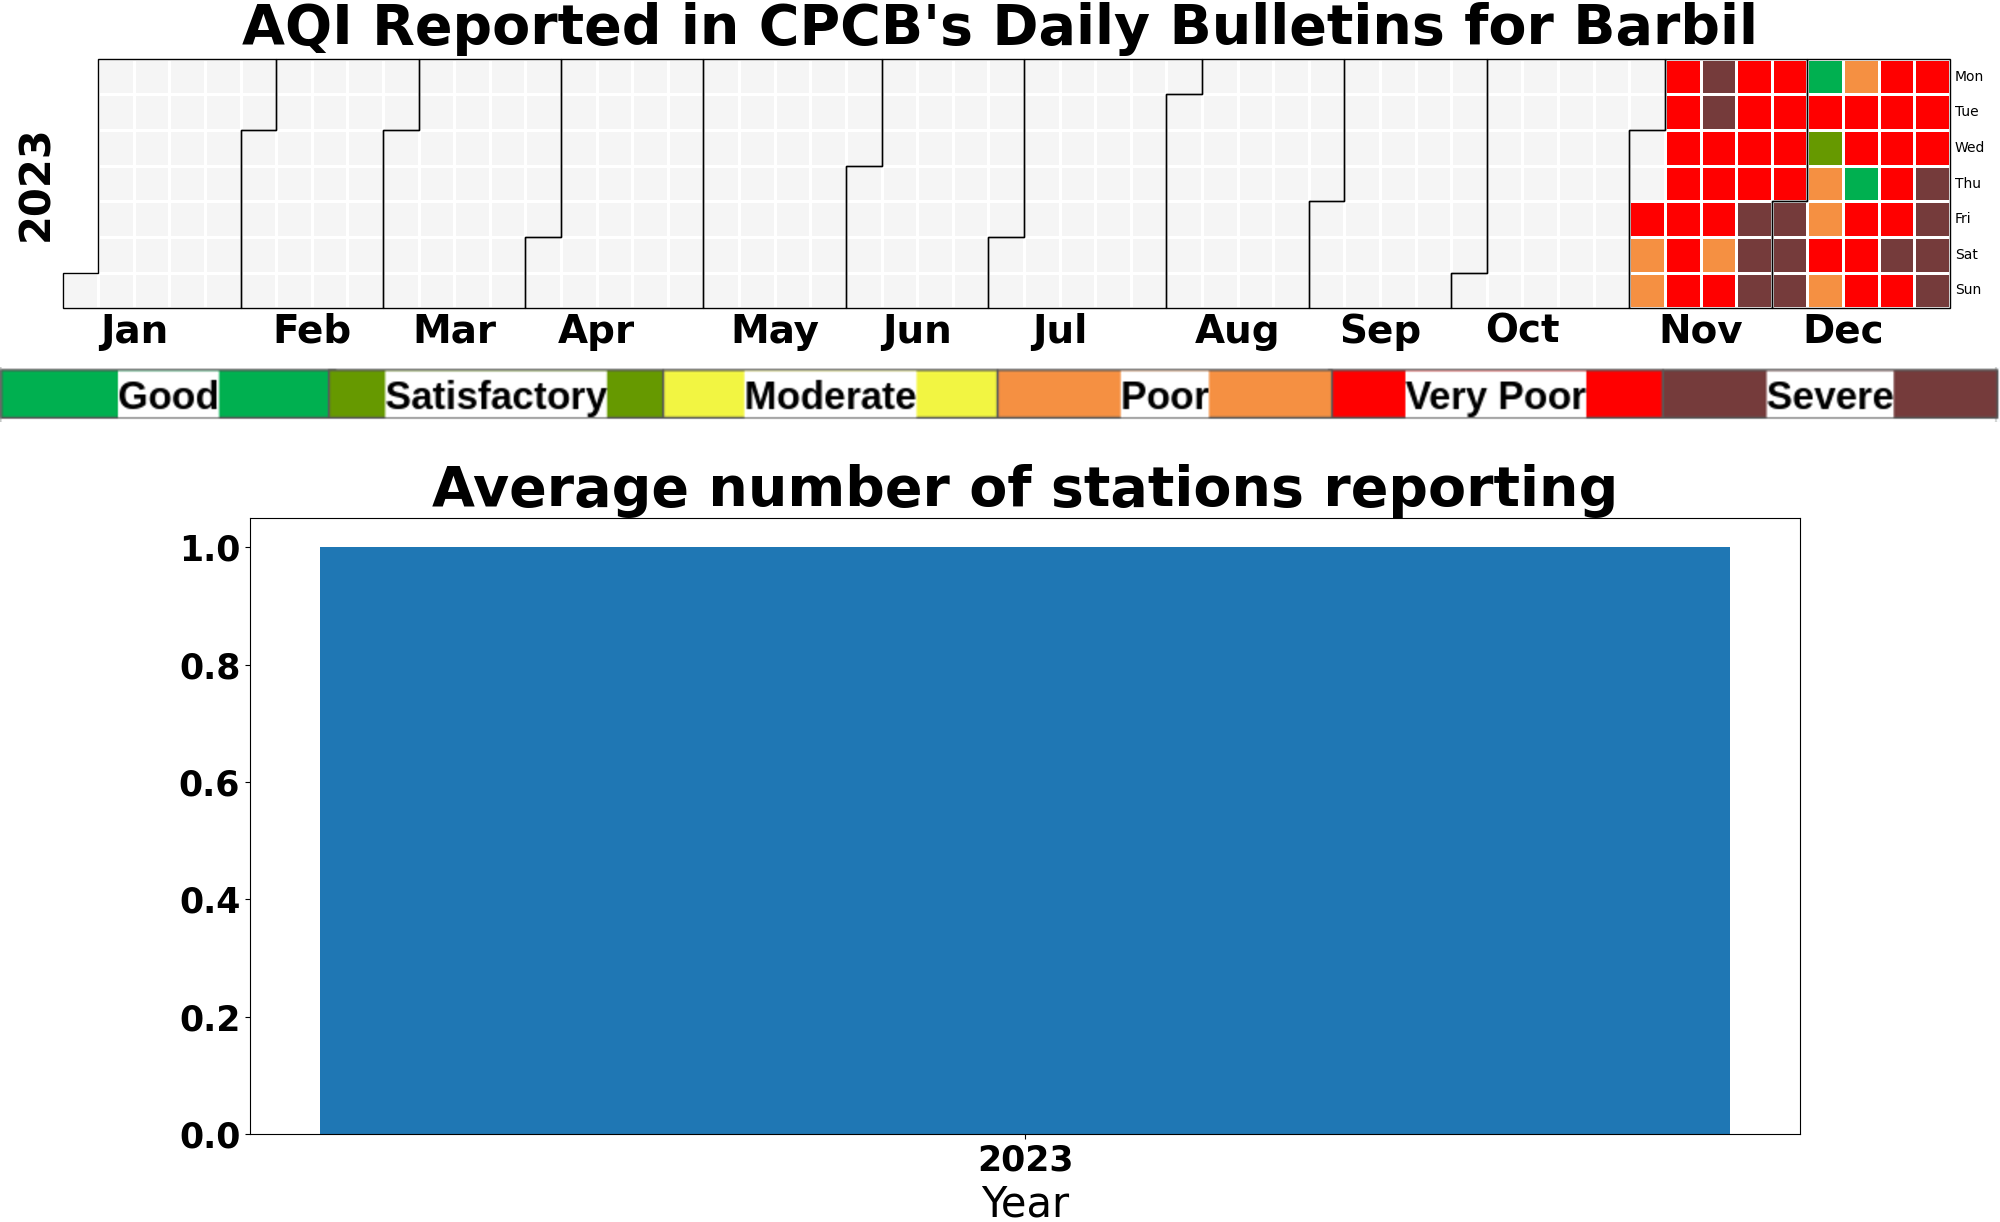 AQI Reported in CPCB's Daily Bulletins for Barbil
2023
Mon
Tue
Wed
Thu
Fri
Sat
Sun
Jan Feb Mar Apr May Jun Jul Aug Sep Oct Nov Dec
Good Satisfactory Moderate Poor Very Poor Severe
Average number of stations reporting
1.0
0.8
0.6
0.4
0.2
0.0
2023
Year